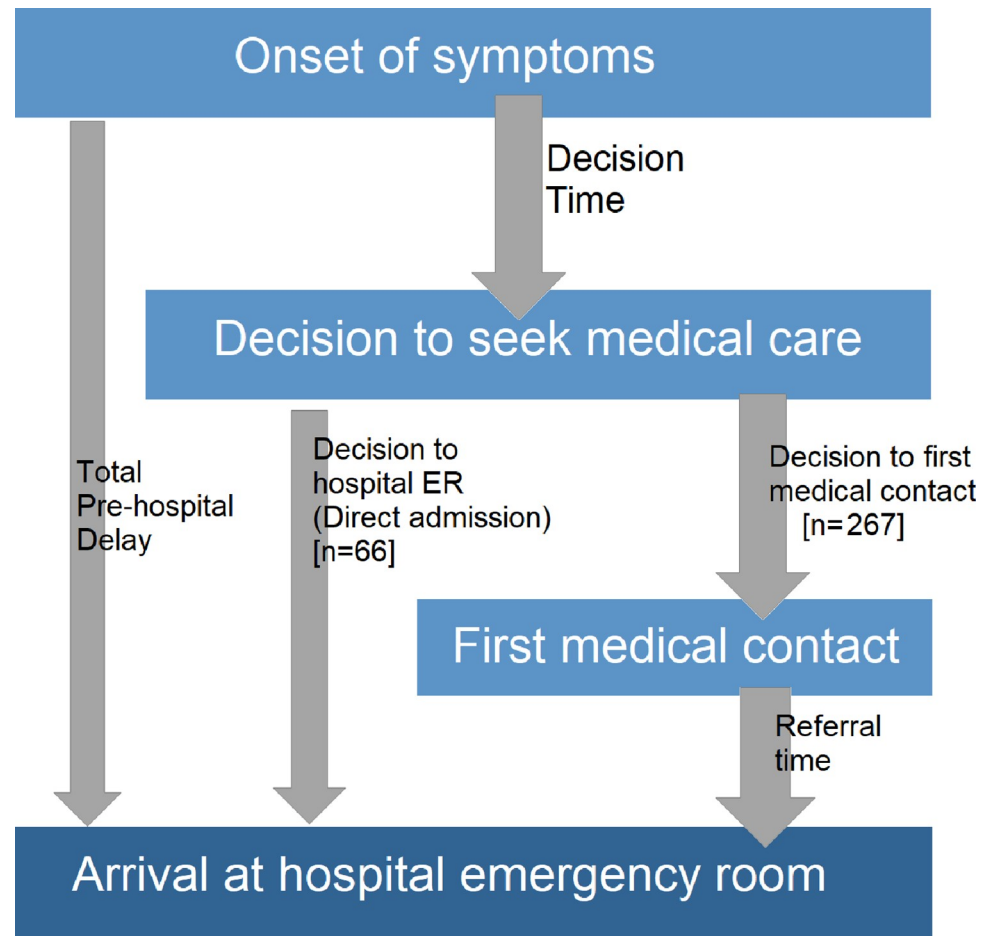 Onset of symptoms
Decision
Time
Decision to seek medical care
Total
Pre-hospital
Delay
Decision to
hospital ER
(Direct admission)
[n=66]
Decision to first
medical contact
[n=267]
First medical contact
Referral
time
Arrival at hospital emergency room